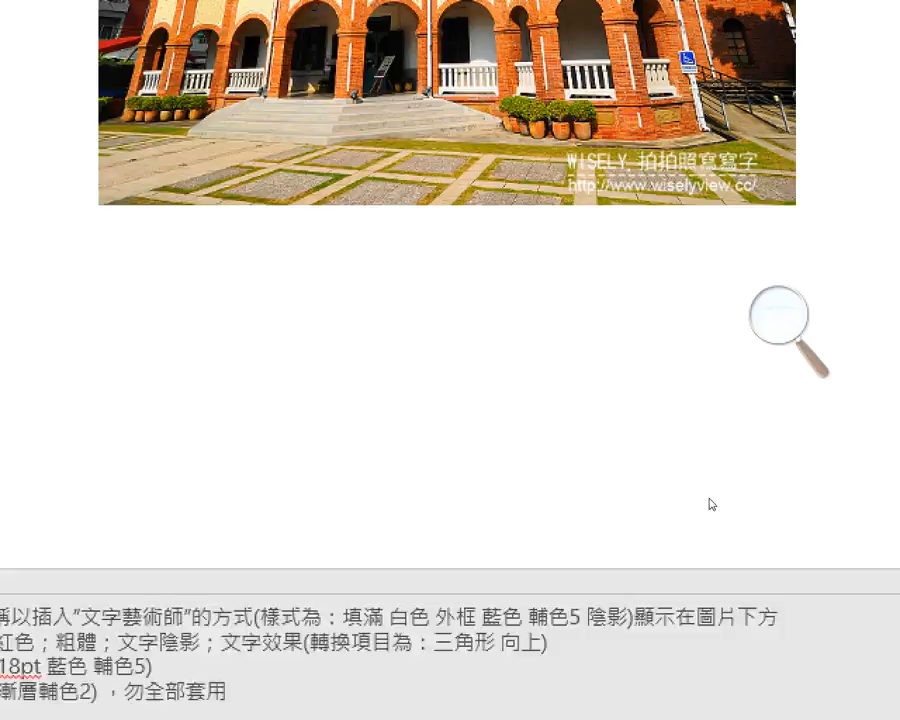 WISELY 拍拍照寫寫字
http://www.wiselyview.cc/
稱以插入"文字藝術師"的方式(樣式為：填滿 白色 外框 藍色 輔色5 陰影)顯示在圖片下方
紅色；粗體；文字陰影；文字效果(轉換項目為：三角形 向上)
18pt 藍色 輔色5)
漸層輔色2) ，勿全部套用